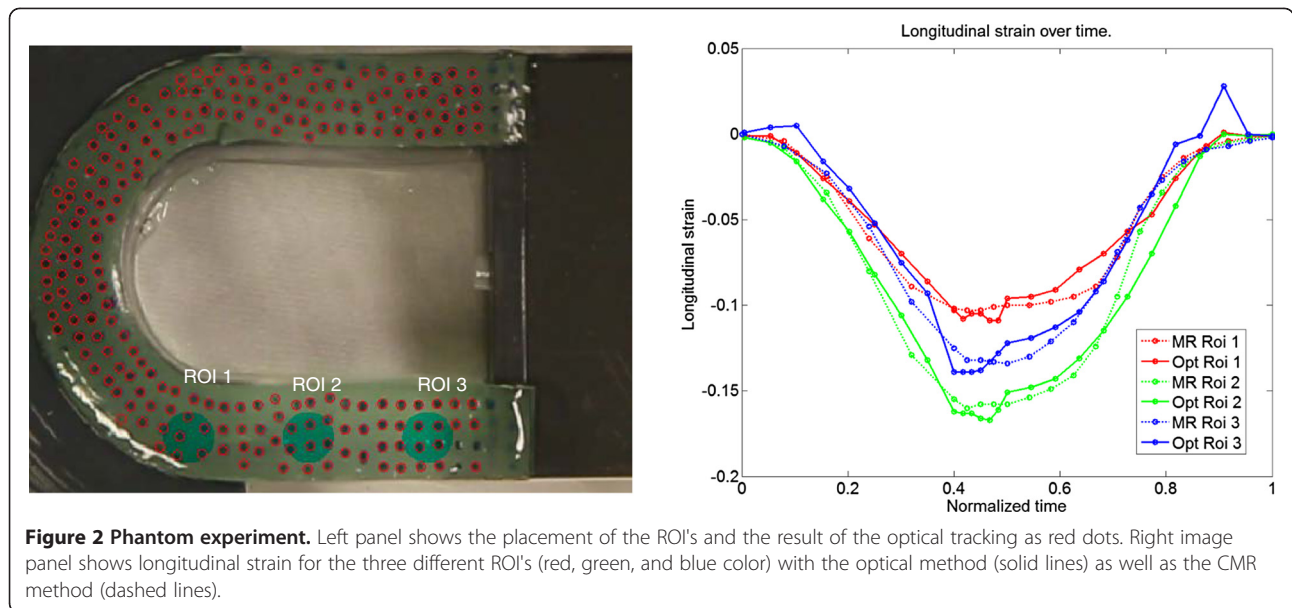 ROI 1
ROI 2
ROI 3
Longitudinal strain over time.
0.05
0
-0.05
-0.1
-0.15
-0.2
Longitudinal strain
0
0.2
0.4
0.6
0.8
1
Normalized time
MR Roi 1
Opt Roi 1
MR Roi 2
Opt Roi 2
MR Roi 3
Opt Roi 3
Figure 2 Phantom experiment. Left panel shows the placement of the ROI's and the result of the optical tracking as red dots. Right image
panel shows longitudinal strain for the three different ROI's (red, green, and blue color) with the optical method (solid lines) as well as the CMR
method (dashed lines).